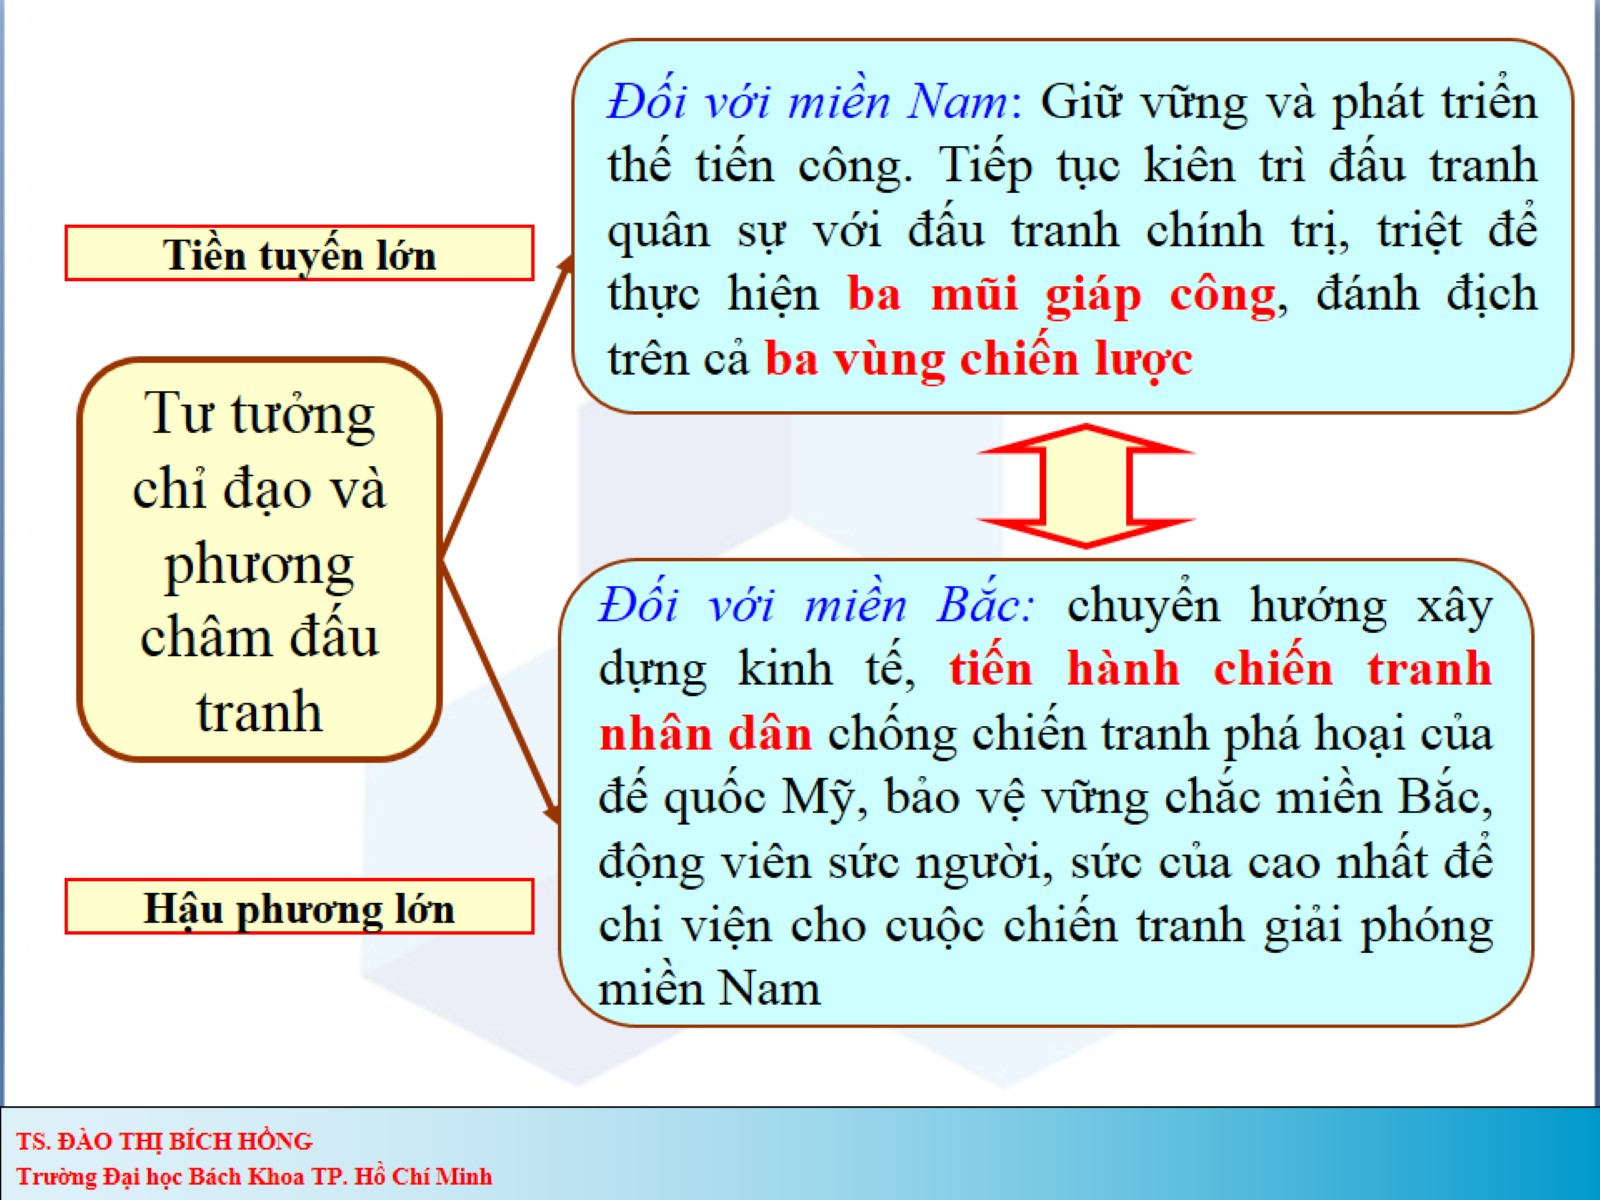 Đối với miền Nam: Giữ vững và phát triển
thế tiến công. Tiếp tục kiên trì đấu tranh
quân sự với đấu tranh chính trị, triệt để
thực hiện ba mũi giáp công, đánh địch
trên cả ba vùng chiến lược
Tiền tuyến lớn
Tư tưởng
chỉ đạo và
phương
châm đấu
tranh
Đối với miền Bắc: chuyển hướng xây
dựng kinh tế, tiến hành chiến tranh
nhân dân chống chiến tranh phá hoại của
đế quốc Mỹ, bảo vệ vững chắc miền Bắc,
động viên sức người, sức của cao nhất để
chi viện cho cuộc chiến tranh giải phóng
miền Nam
Hậu phương lớn
TS. ĐÀO THỊ BÍCH HỒNG
Trường Đại học Bách Khoa TP. Hồ Chí Minh